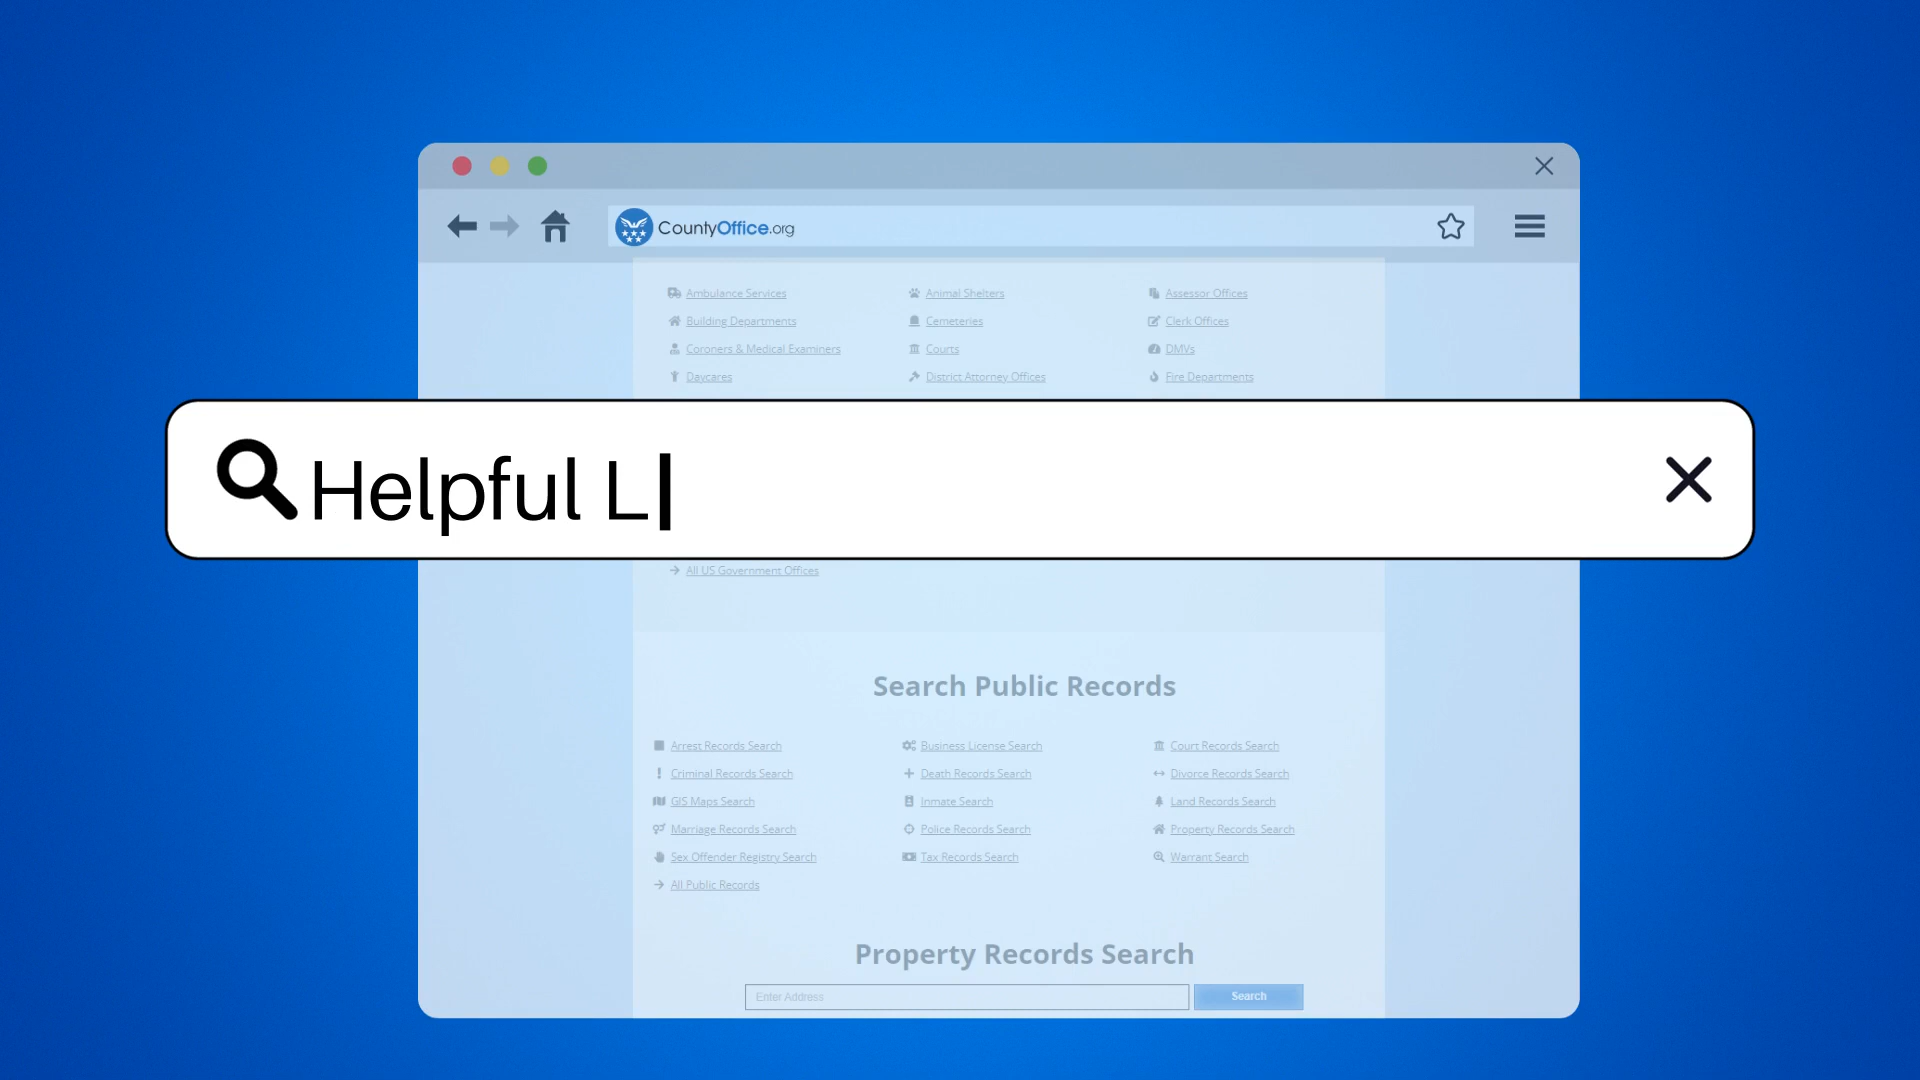 CountyOffice.org
Ambulance Services Animal Shelters Assessor Offices
Building Departments Cemeteries Clerk Offices
Coroners & Medical Examiners Courts DMVs
Daycares District Attorney Offices Fire Departments
Helpful L
All US Government Offices
Search Public Records
Arrest Records Search Business License Search Court Records Search
Criminal Records Search Death Records Search Divorce Records Search
GIS Maps Search Inmate Search Land Records Search
Marriage Records Search Police Records Search Property Records Search
Sex Offender Registry Search Tax Records Search Warrant Search
All Public Records
Property Records Search
Enter Address Search